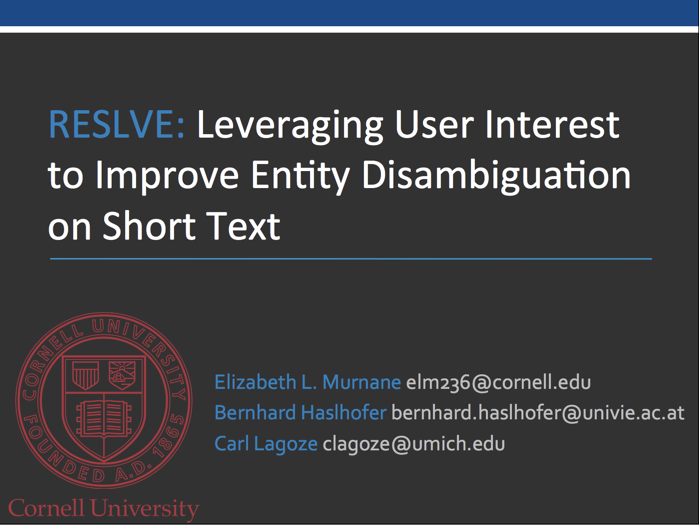 RESLVE: Leveraging User Interest
to Improve Entity Disambiguation
on Short Text
CORNELL UNIVERSITY
FOUNDED A.D. 1865
Elizabeth L. Murnane elm236@cornell.edu
Bernhard Haslhofer bernhard.haslhofer@univie.ac.at
Carl Lagoze clagoze@umich.edu
Cornell University